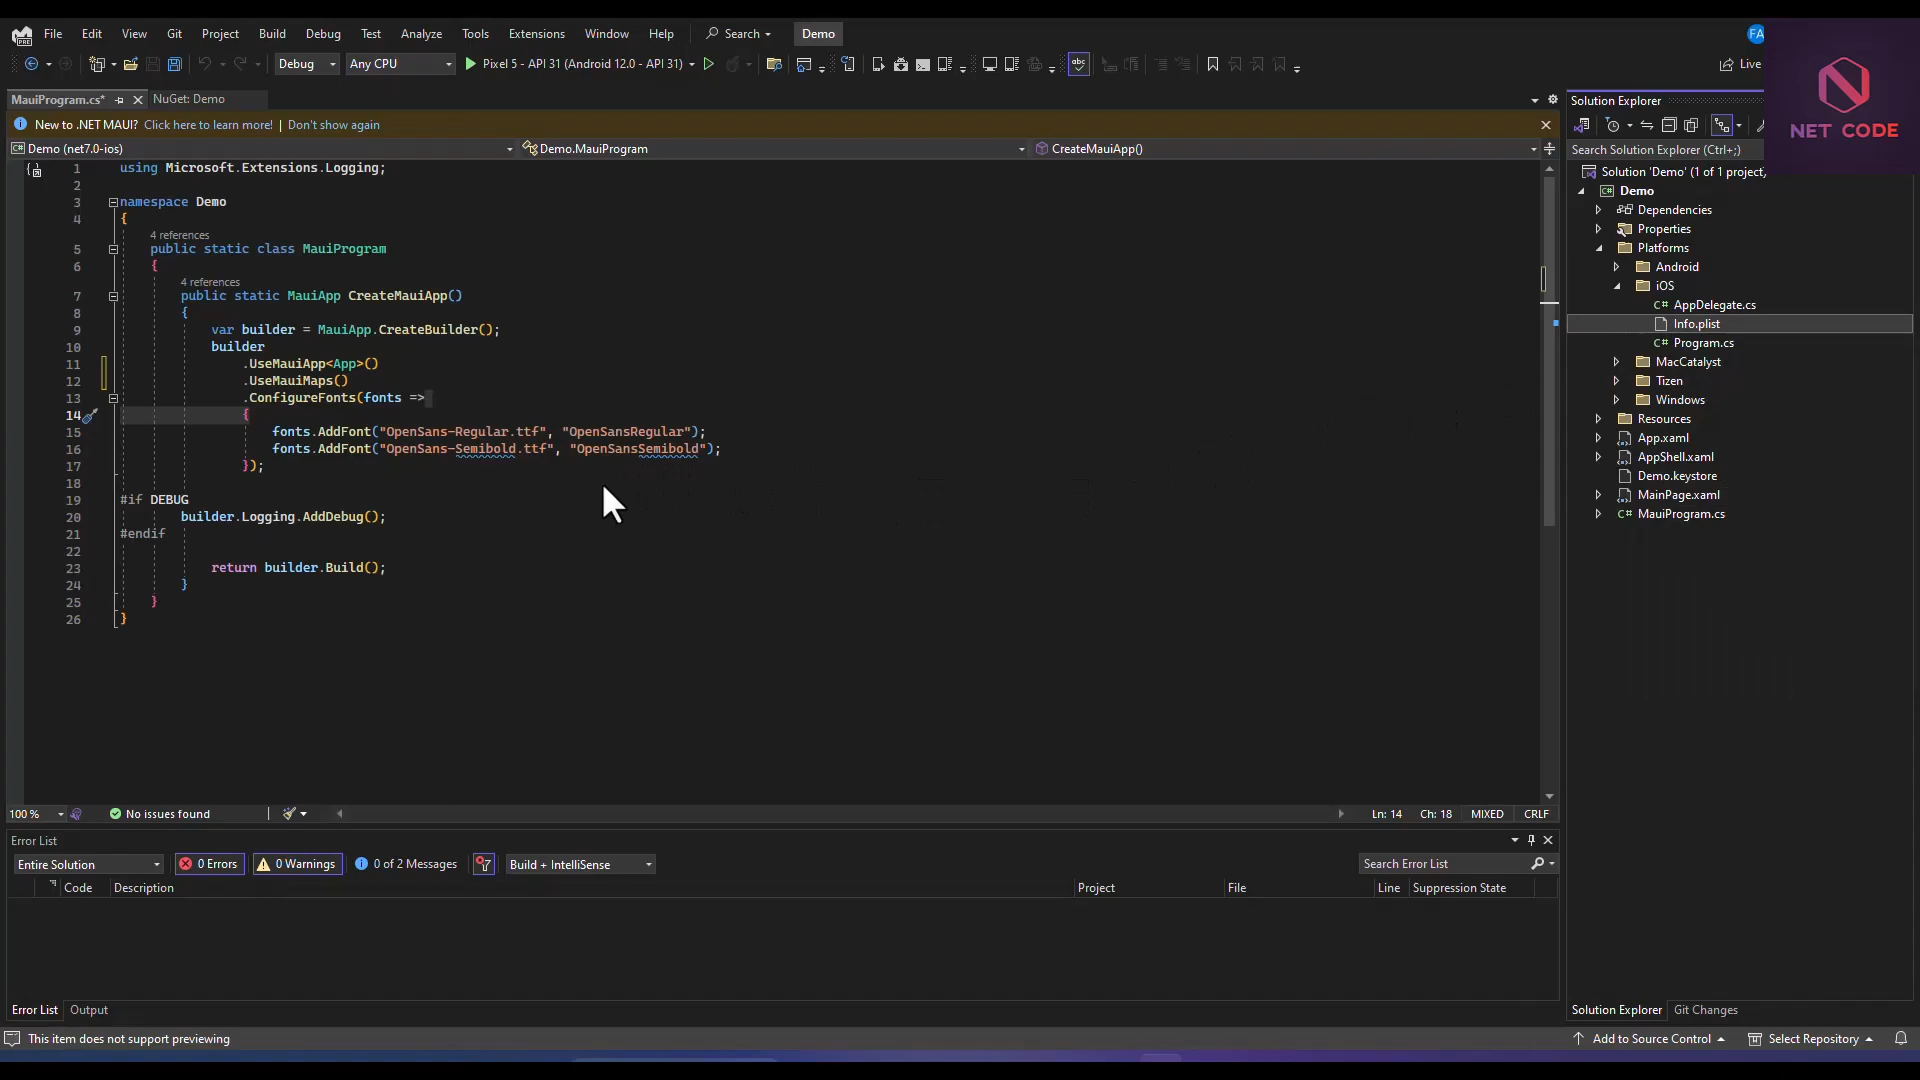 File Edit View Git Project Build Debug Test Analyze Tools Extensions Window Help Search Demo FA
Debug Any CPU Pixel 5 - API 31 (Android 12.0 - API 31) Live
NET CODE
MauiProgram.cs* NuGet: Demo
New to .NET MAUI? Click here to learn more! | Don't show again
Demo (net7.0-ios) Demo.MauiProgram CreateMauiApp()
1 using Microsoft.Extensions.Logging;
2
3 namespace Demo
4 {
4 references
5 public static class MauiProgram
6 {
4 references
7 public static MauiApp CreateMauiApp()
8 {
9 var builder = MauiApp.CreateBuilder();
10 builder
11 .UseMauiApp<App>()
12 .UseMauiMaps()
13 .ConfigureFonts(fonts =>
14 {
15 fonts.AddFont("OpenSans-Regular.ttf", "OpenSansRegular");
16 fonts.AddFont("OpenSans-Semibold.ttf", "OpenSansSemibold");
17 });
18
19 #if DEBUG
20 builder.Logging.AddDebug();
21 #endif
22
23 return builder.Build();
24 }
25 }
26 }
100 % No issues found Ln: 14 Ch: 18 MIXED CRLF
Error List
Entire Solution 0 Errors 0 Warnings 0 of 2 Messages Build + IntelliSense Search Error List
Code Description Project File Line Suppression State
Error List Output
Solution Explorer
Search Solution Explorer (Ctrl+;)
Solution 'Demo' (1 of 1 project)
Demo
Dependencies
Properties
Platforms
Android
iOS
AppDelegate.cs
Info.plist
Program.cs
MacCatalyst
Tizen
Windows
Resources
App.xaml
AppShell.xaml
Demo.keystore
MainPage.xaml
MauiProgram.cs
Solution Explorer Git Changes
This item does not support previewing Add to Source Control Select Repository